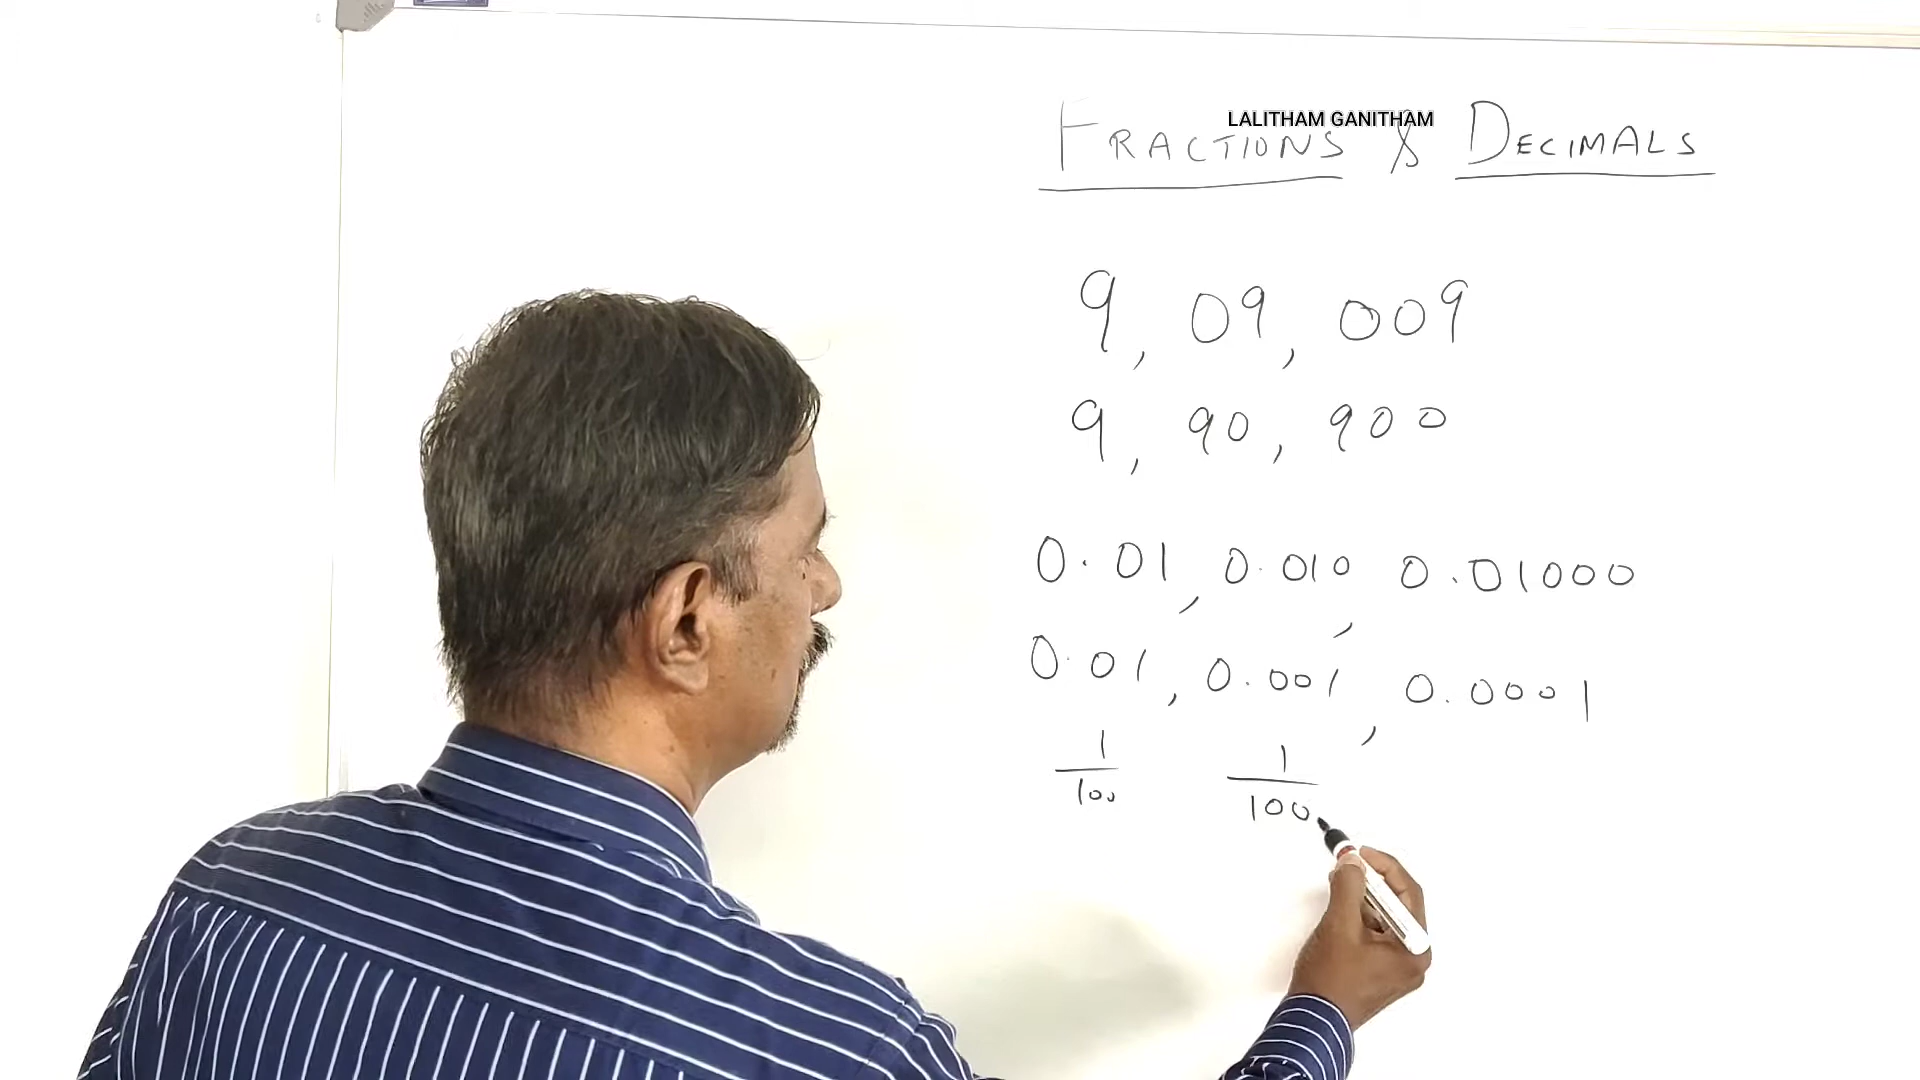 LALITHAM GANITHAM
FRACTIONS & DECIMALS
9, 09, 009
9, 90, 900
0.01, 0.010, 0.01000
0.01, 0.001, 0.0001
1 1
100 100